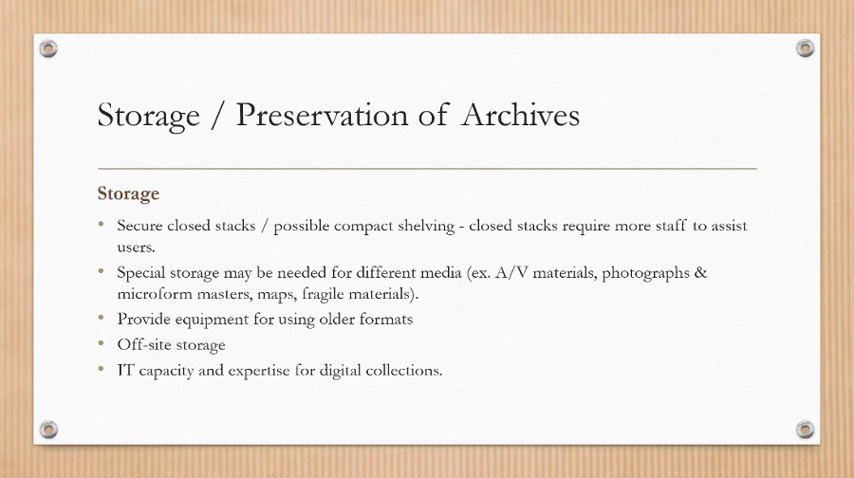 Storage / Preservation of Archives
Storage
• Secure closed stacks / possible compact shelving - closed stacks require more staff to assist
users.
• Special storage may be needed for different media (ex. A/V materials, photographs &
microform masters, maps, fragile materials).
• Provide equipment for using older formats
• Off-site storage
• IT capacity and expertise for digital collections.